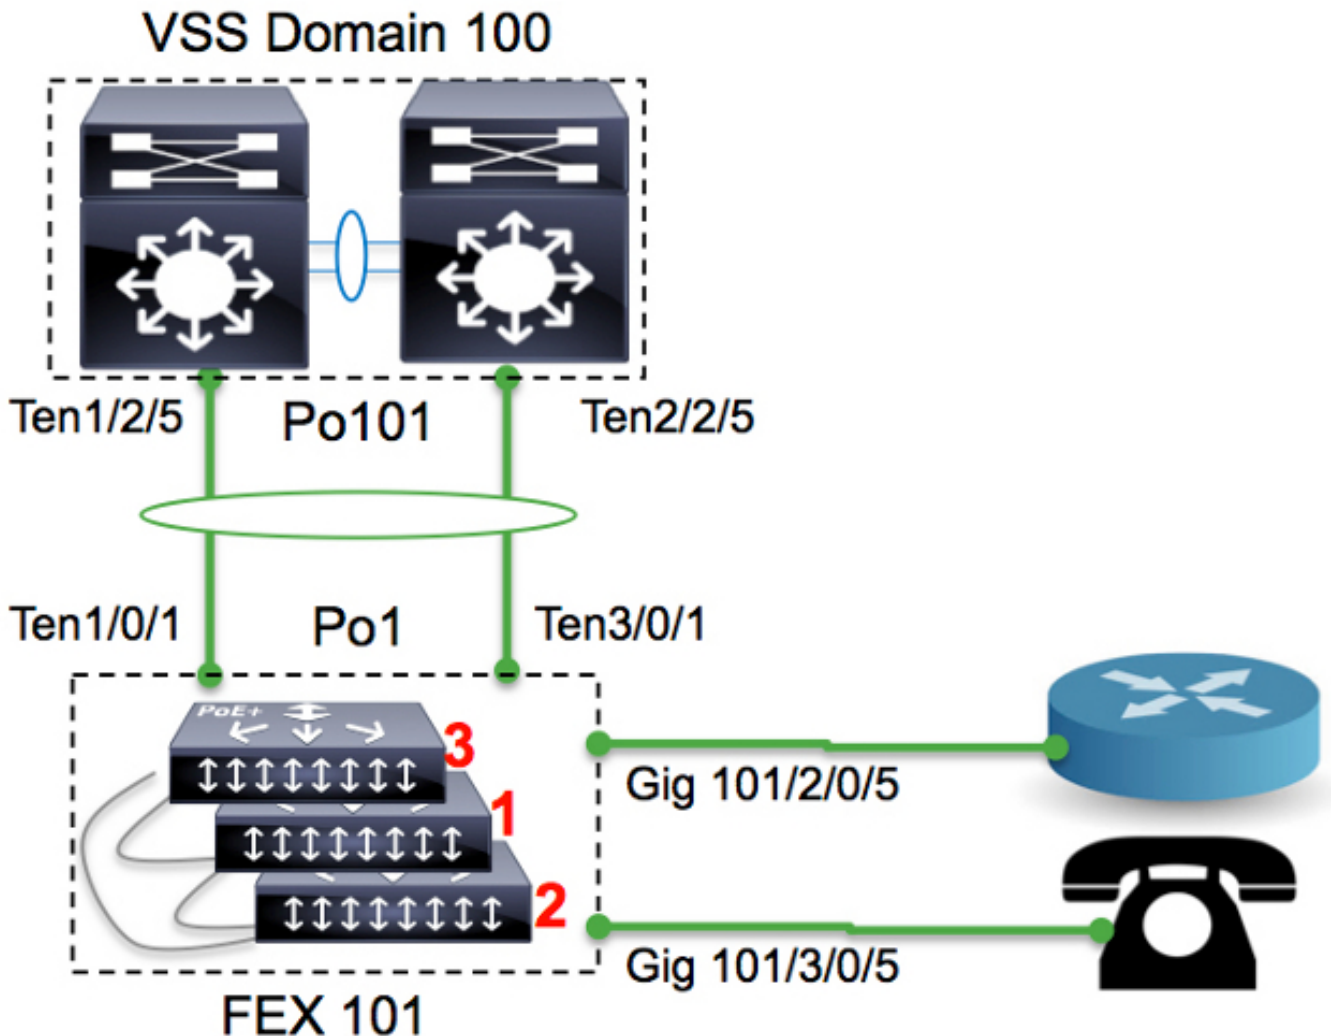 VSS Domain 100
Ten1/2/5
Po101
Ten2/2/5
Ten1/0/1
Po1
Ten3/0/1
PoE+
3
1
2
Gig 101/2/0/5
Gig 101/3/0/5
FEX 101